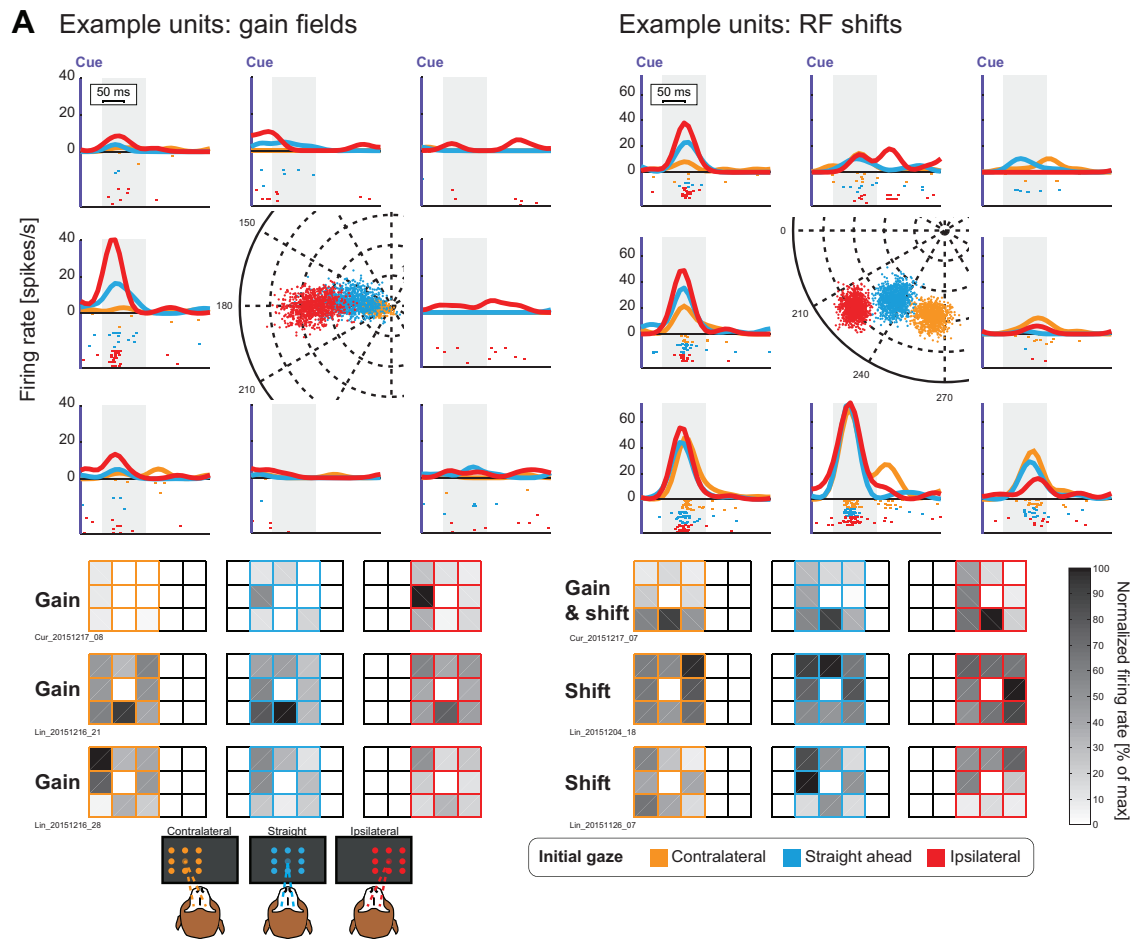 A Example units: gain fields
Example units: RF shifts
Cue Cue Cue
Cue Cue Cue
50 ms
50 ms
40
20
0
60
40
20
0
Firing rate [spikes/s]
40
20
0
150
180
210
60
40
20
0
0
210
240
270
40
20
0
60
40
20
0
Gain
Cur_20151217_08
Gain
& shift
Cur_20151217_07
Gain
Lin_20151216_21
Shift
Lin_20151204_18
Gain
Lin_20151216_28
Shift
Lin_20151126_07
100
90
80
70
60
50
40
30
20
10
0
Normalized firing rate [% of max]
Contralateral Straight Ipsilateral
Initial gaze Contralateral Straight ahead Ipsilateral